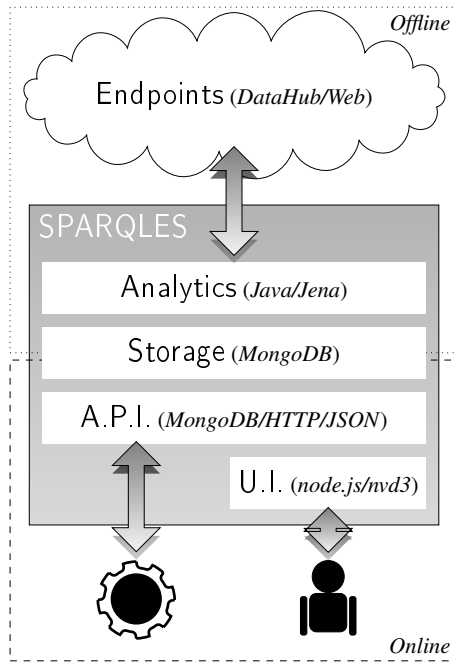 Offline
Endpoints (DataHub/Web)
SPARQLES
Analytics (Java/Jena)
Storage (MongoDB)
A.P.I. (MongoDB/HTTP/JSON)
U.I. (node.js/nvd3)
Online